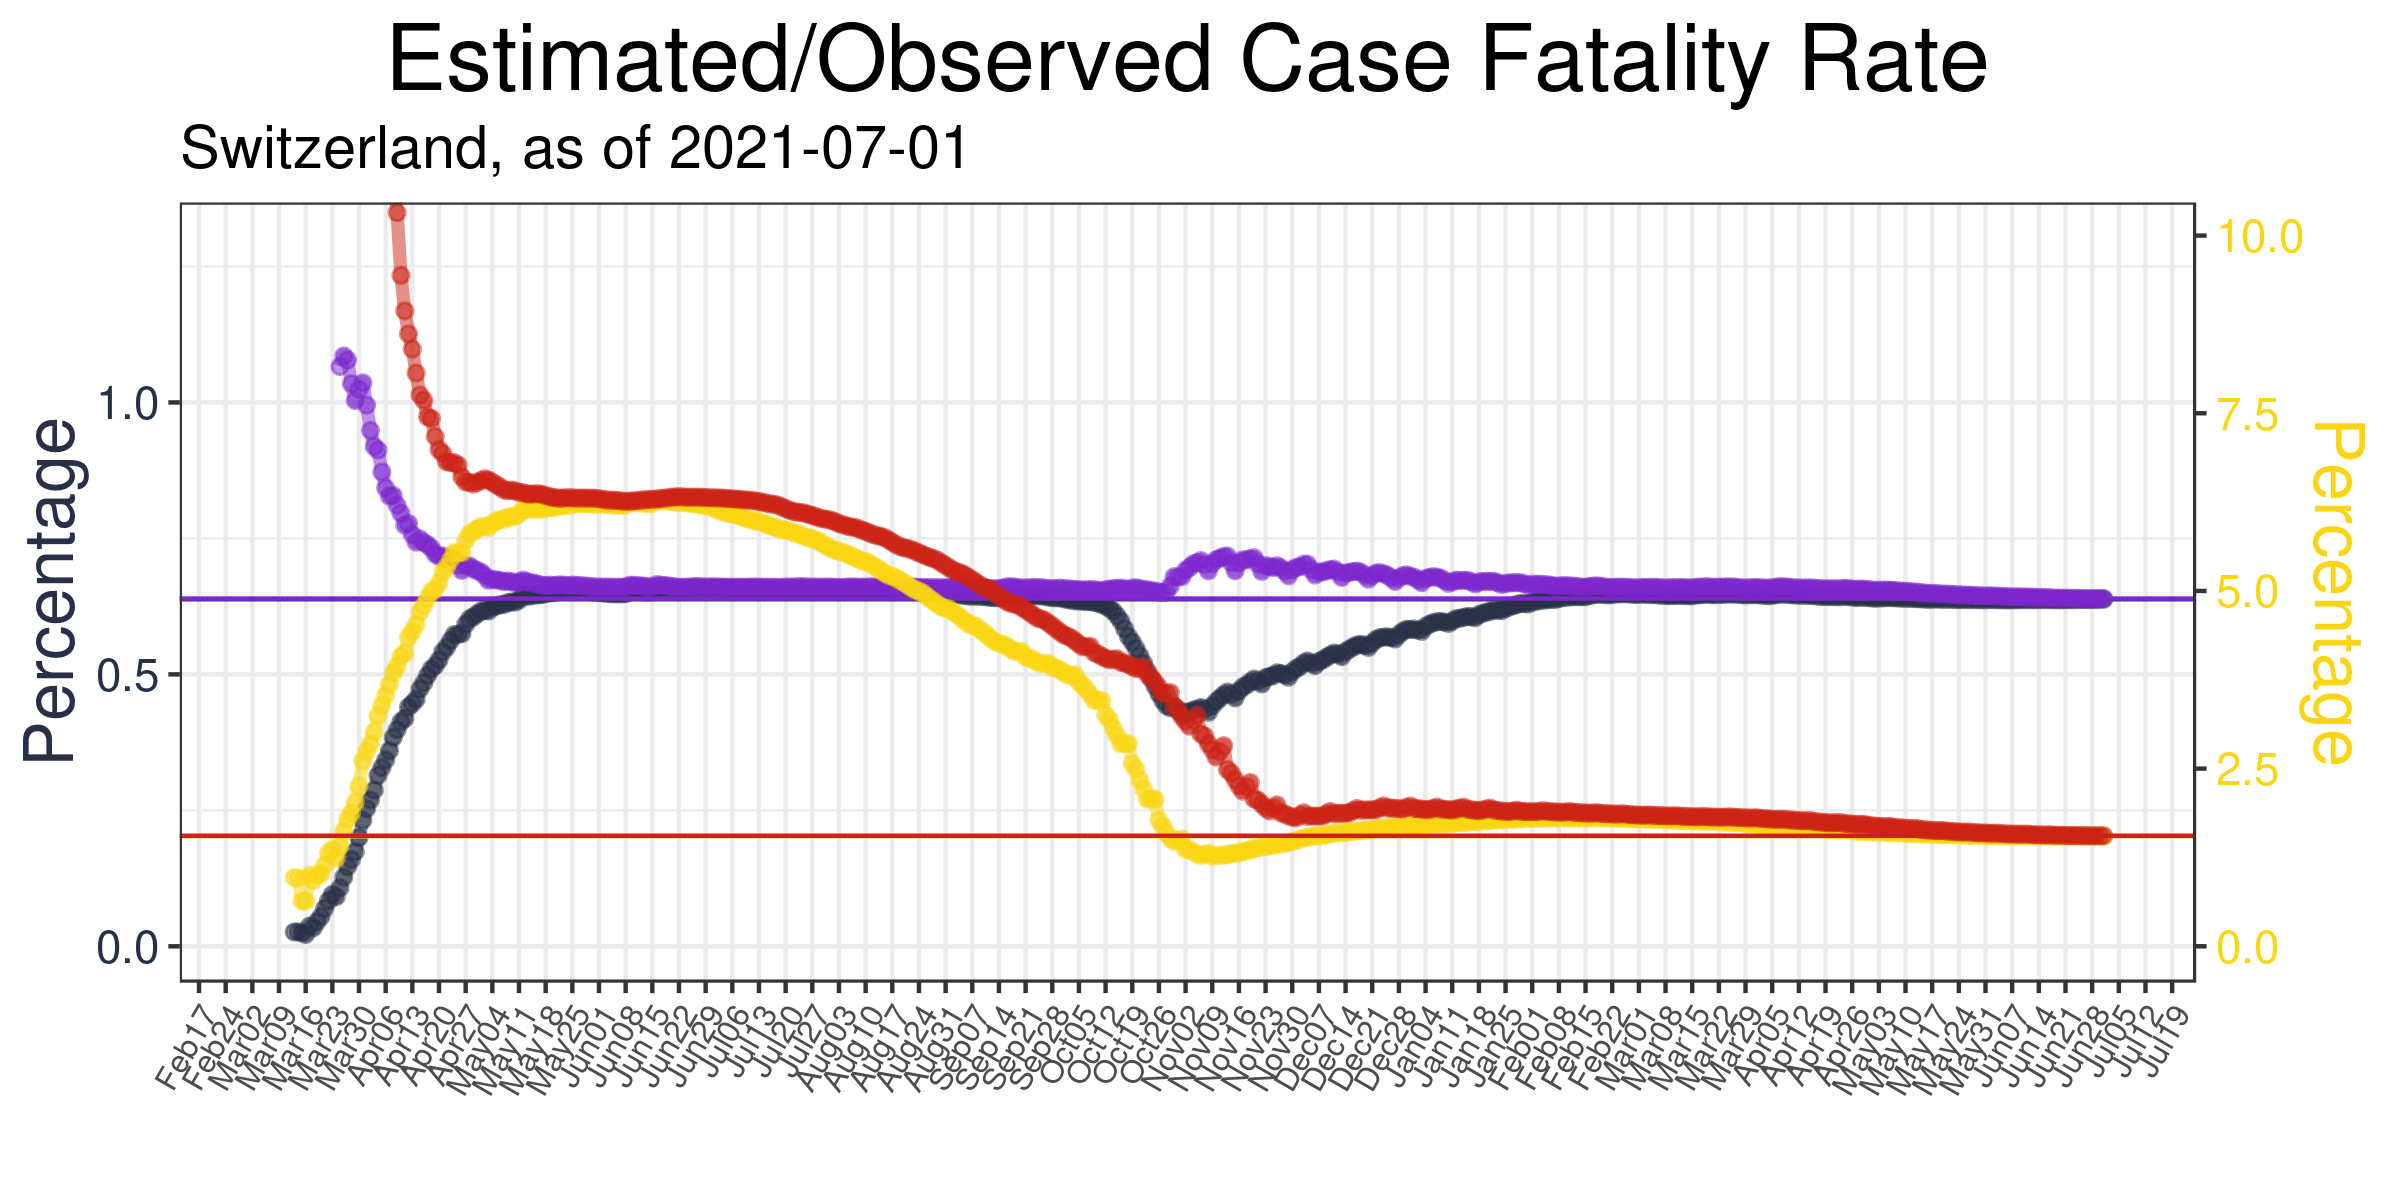 Estimated/Observed Case Fatality Rate
Switzerland, as of 2021-07-01
Percentage
1.0
0.5
0.0
10.0
7.5
5.0
2.5
0.0
Percentage
Feb17
Feb24
Mar02
Mar09
Mar16
Mar23
Mar30
Apr06
Apr13
Apr20
Apr27
May04
May11
May18
May25
Jun01
Jun08
Jun15
Jun22
Jun29
Jul06
Jul13
Jul20
Jul27
Aug03
Aug10
Aug17
Aug24
Aug31
Sep07
Sep14
Sep21
Sep28
Oct05
Oct12
Oct19
Oct26
Nov02
Nov09
Nov16
Nov23
Nov30
Dec07
Dec14
Dec21
Dec28
Jan04
Jan11
Jan18
Jan25
Feb01
Feb08
Feb15
Feb22
Mar01
Mar08
Mar15
Mar22
Mar29
Apr05
Apr12
Apr19
Apr26
May03
May10
May17
May24
May31
Jun07
Jun14
Jun21
Jun28
Jul05
Jul12
Jul19